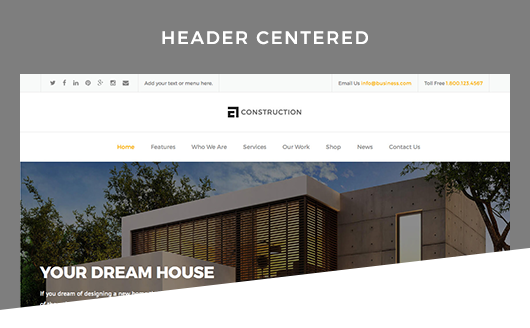 HEADER CENTERED
Add your text or menu here.
Email Us info@business.com
Toll Free 1.800.123.4567
CONSTRUCTION
Home Features Who We Are Services Our Work Shop News Contact Us
YOUR DREAM HOUSE
If you dream of designing a new home
of the